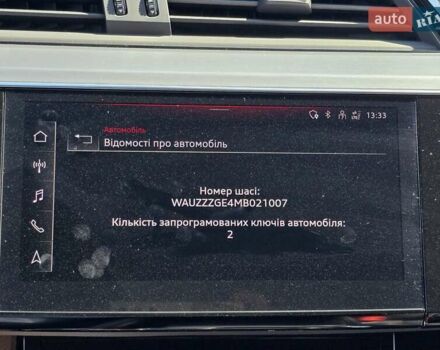 auto
RIA
13:33
Автомобіль
Відомості про автомобіль
Номер шасі:
WAUZZZGE4MB021007
Кількість запрограмованих ключів автомобіля:
2